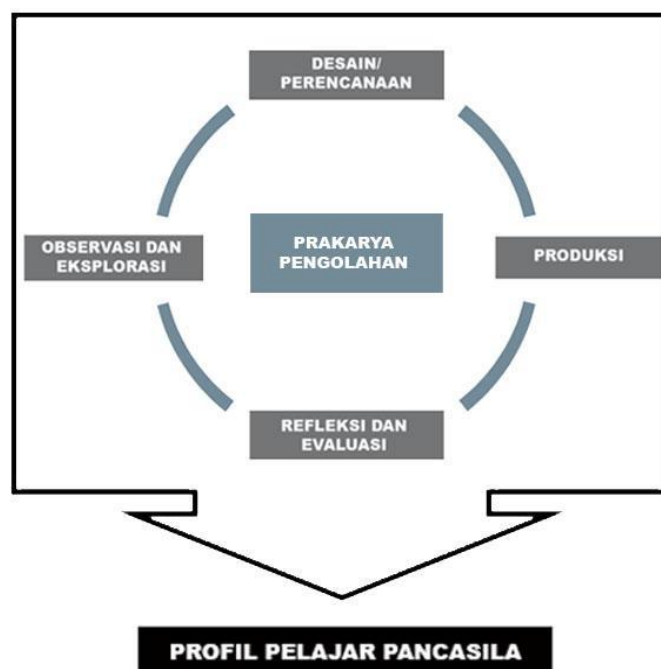 DESAIN/
PERENCANAAN
OBSERVASI DAN
EKSPLORASI
PRAKARYA
PENGOLAHAN
PRODUKSI
REFLEKSI DAN
EVALUASI
PROFIL PELAJAR PANCASILA